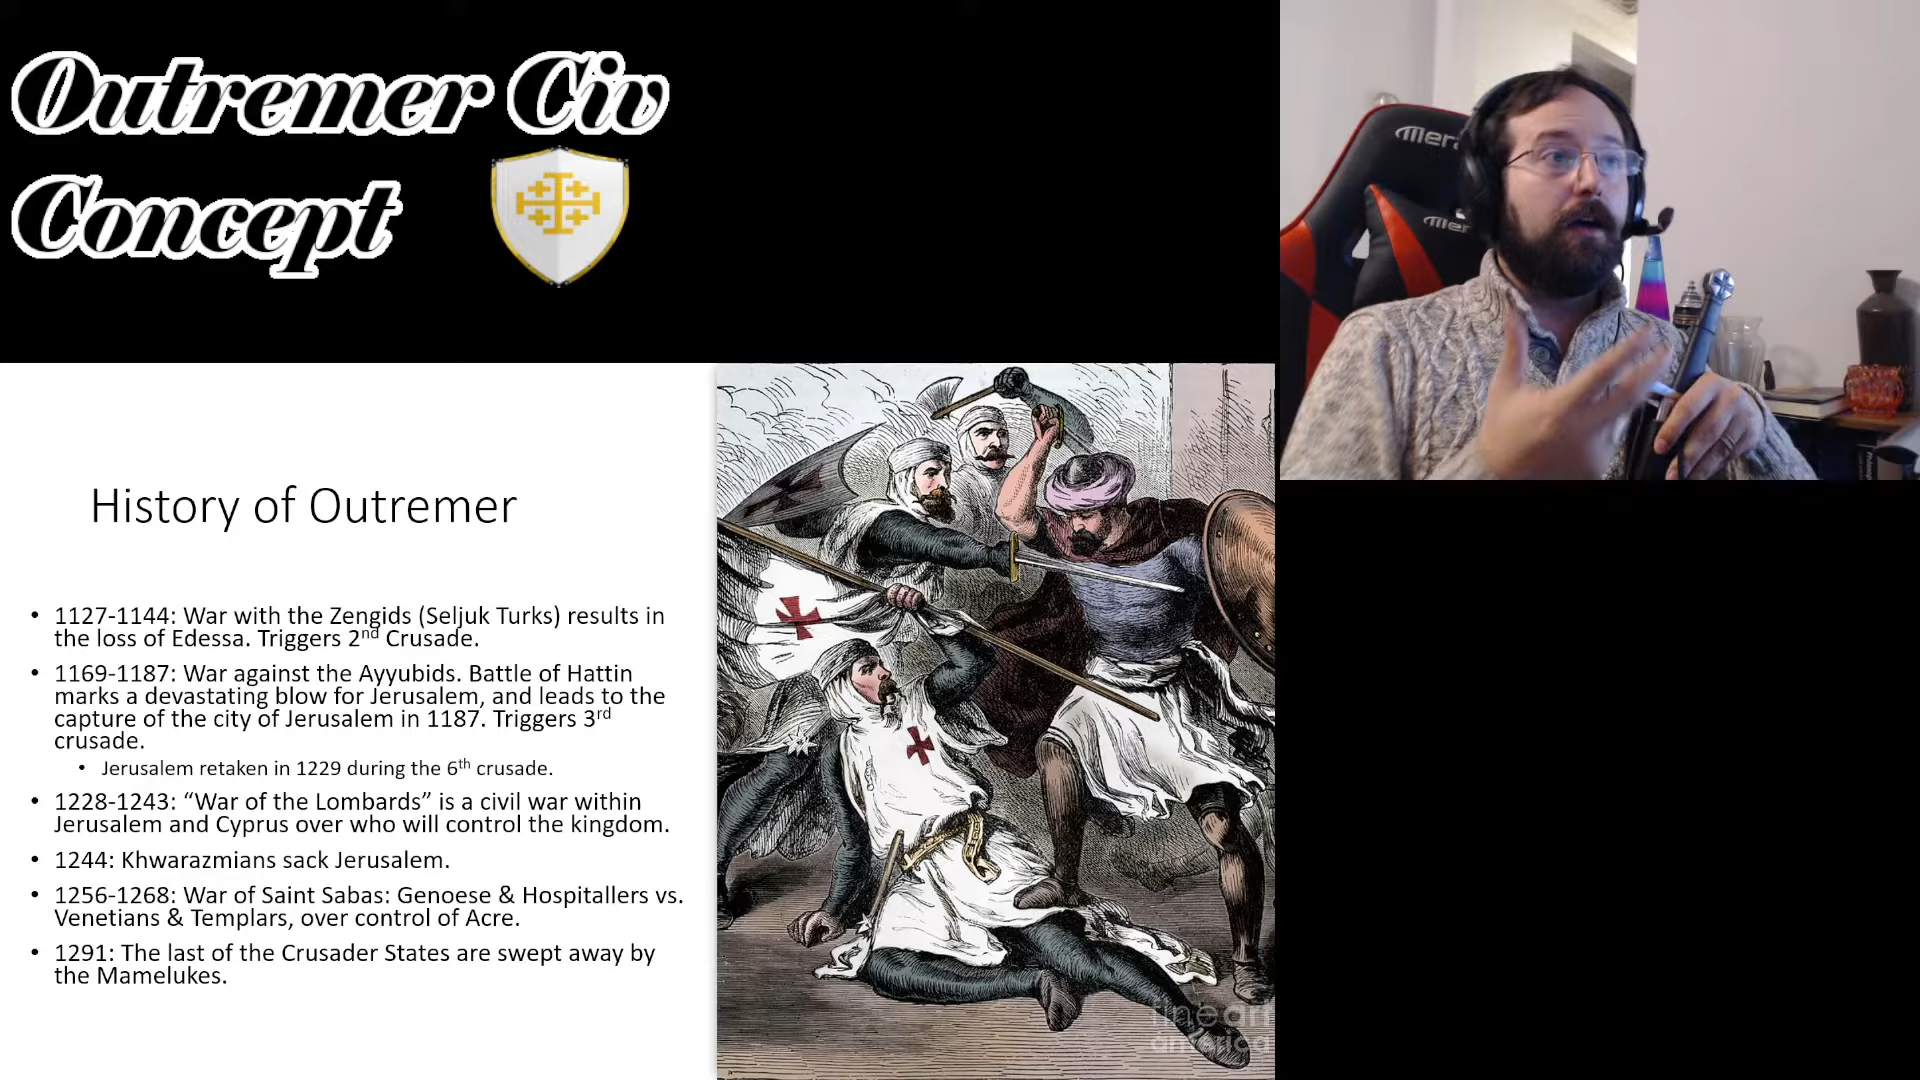 Outremer Civ
Concept
History of Outremer
• 1127-1144: War with the Zengids (Seljuk Turks) results in
the loss of Edessa. Triggers 2nd Crusade.
• 1169-1187: War against the Ayyubids. Battle of Hattin
marks a devastating blow for Jerusalem, and leads to the
capture of the city of Jerusalem in 1187. Triggers 3rd
crusade.
• Jerusalem retaken in 1229 during the 6th crusade.
• 1228-1243: “War of the Lombards” is a civil war within
Jerusalem and Cyprus over who will control the kingdom.
• 1244: Khwarazmians sack Jerusalem.
• 1256-1268: War of Saint Sabas: Genoese & Hospitallers vs.
Venetians & Templars, over control of Acre.
• 1291: The last of the Crusader States are swept away by
the Mamelukes.
fine art
america